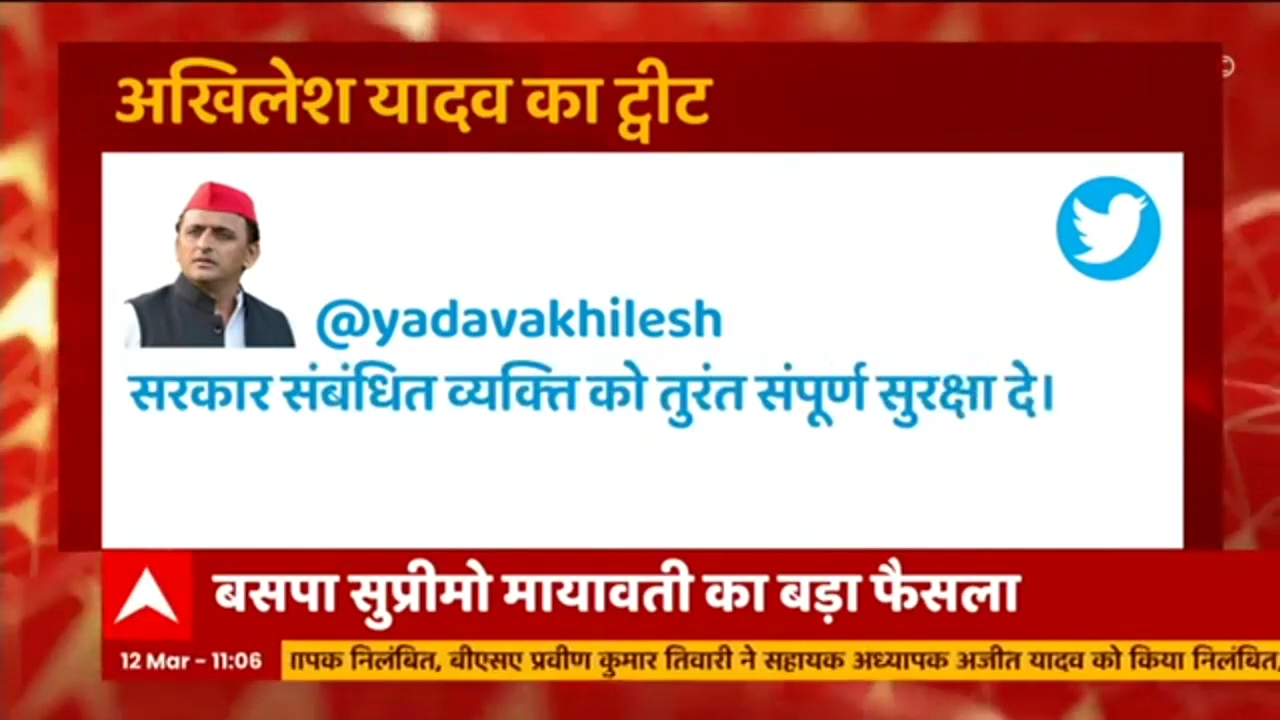 अखिलेश यादव का ट्वीट
@yadavakhilesh
सरकार संबंधित व्यक्ति को तुरंत संपूर्ण सुरक्षा दे।
बसपा सुप्रीमो मायावती का बड़ा फैसला
12 Mar - 11:06
निलंबित, बीएसए प्रवीण कुमार तिवारी ने सहायक अध्यापक अजीत यादव को किया निलंबित,